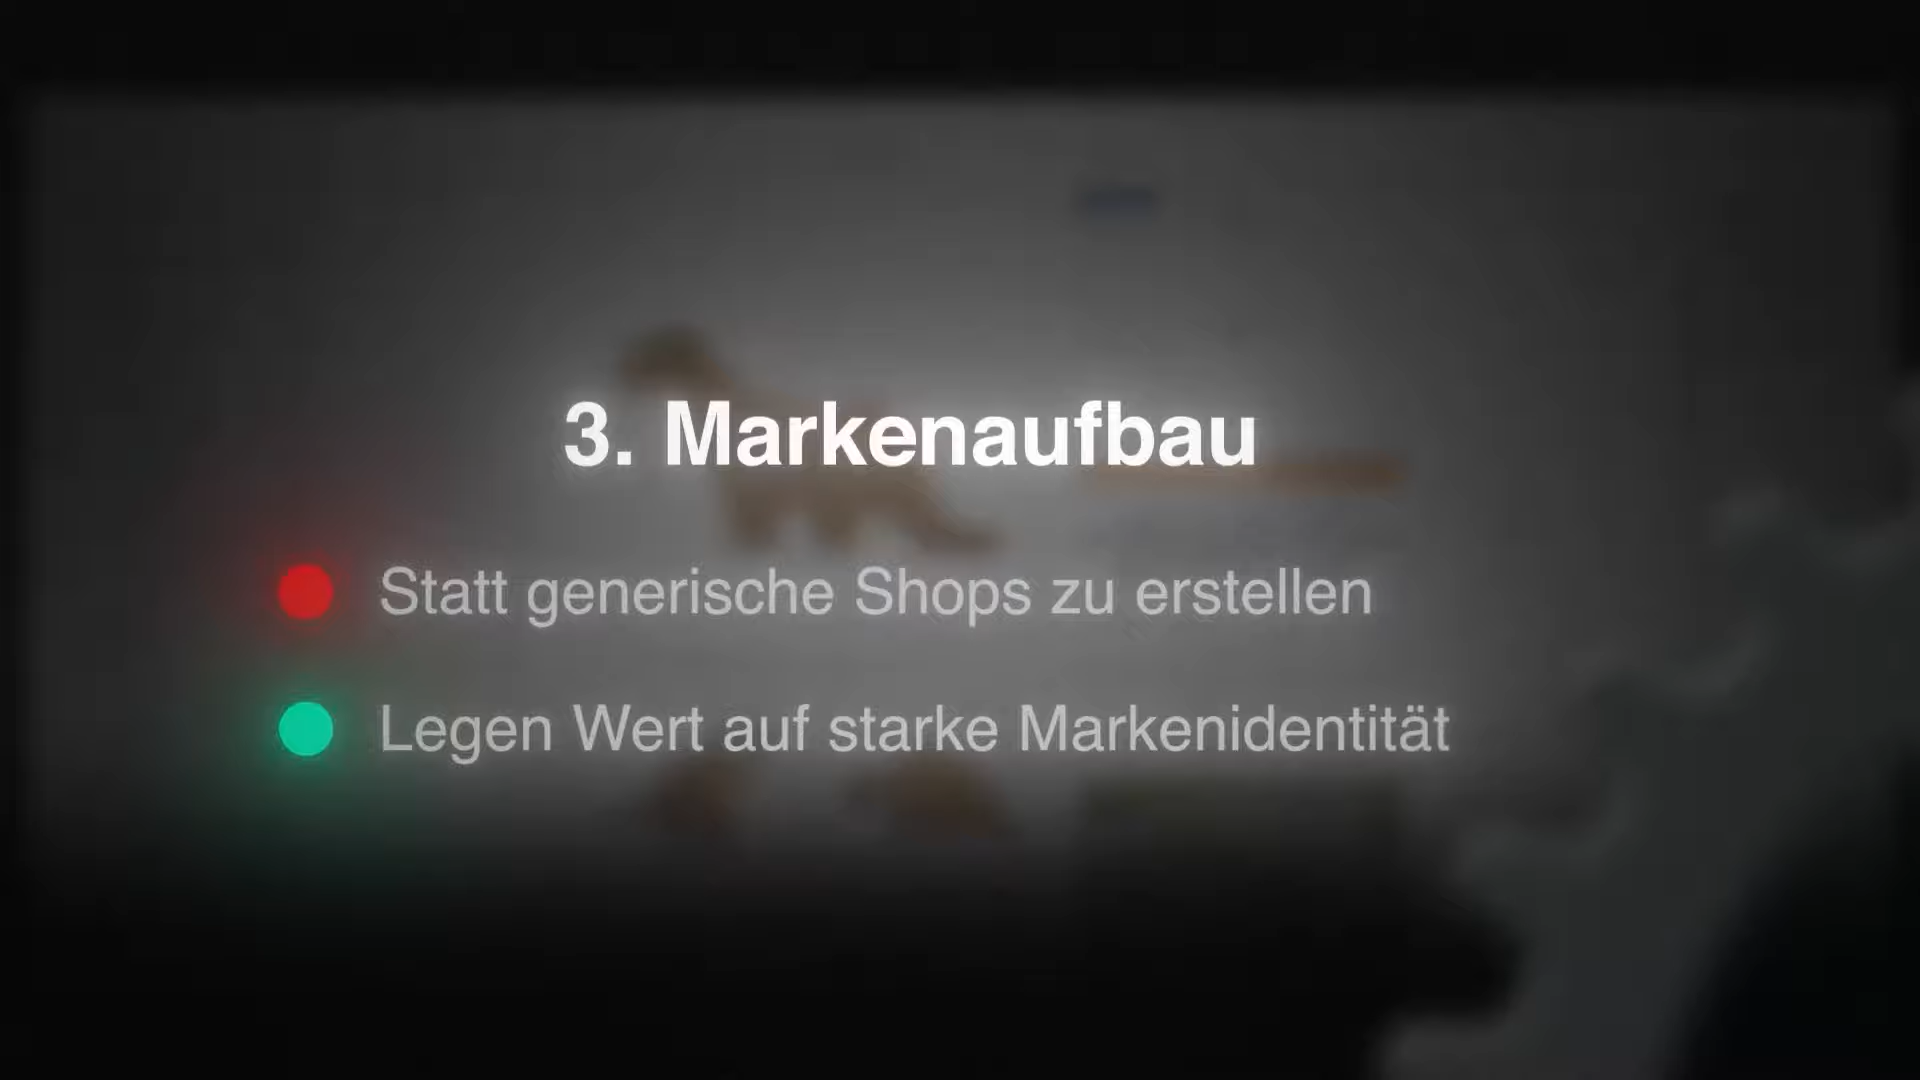 3. Markenaufbau
Statt generische Shops zu erstellen
Legen Wert auf starke Markenidentität